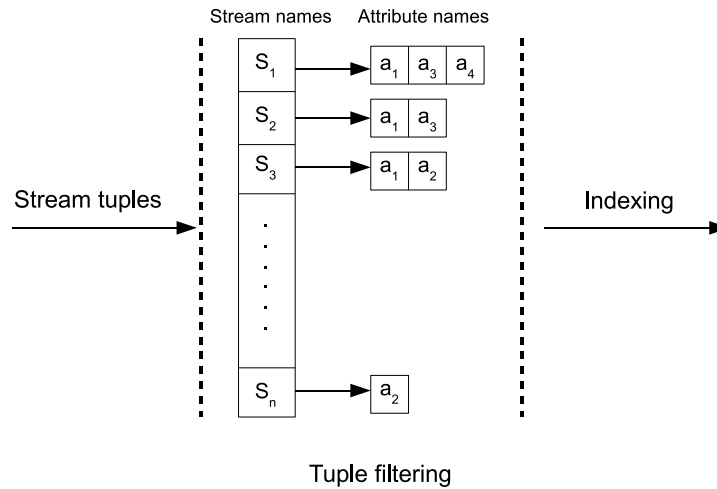 Stream names Attribute names
S1 a1 a3 a4
S2 a1 a3
S3 a1 a2
Stream tuples
Indexing
.
.
.
.
.
.
Sn a2
Tuple filtering